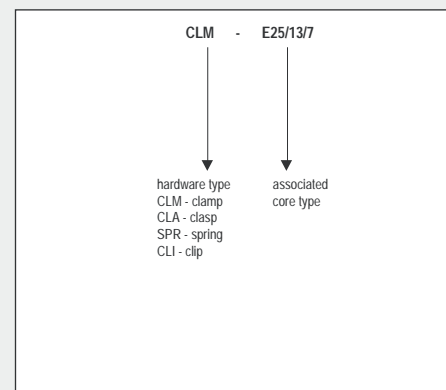 CLM - E25/13/7
hardware type
CLM - clamp
CLA - clasp
SPR - spring
CLI - clip
associated
core type